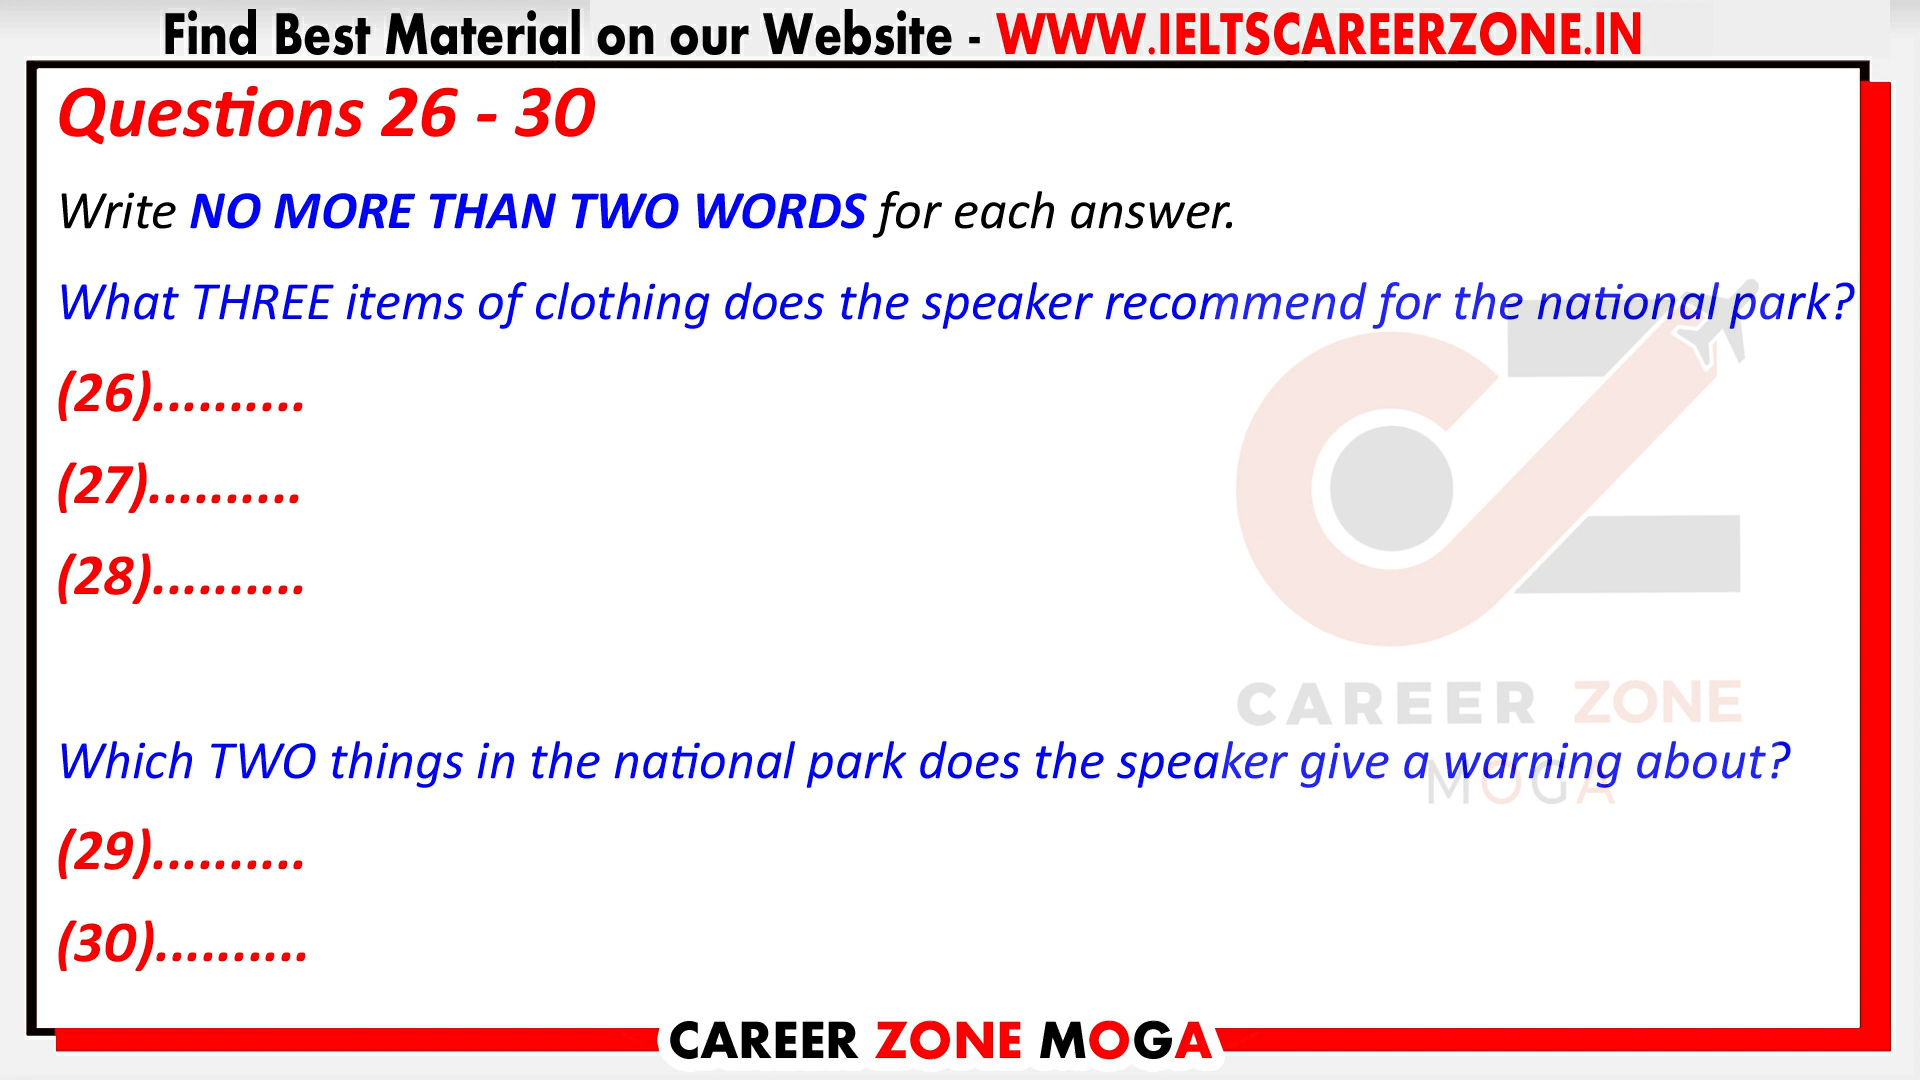 Find Best Material on our Website - WWW.IELTSCAREERZONE.IN
Questions 26 - 30
Write NO MORE THAN TWO WORDS for each answer.
What THREE items of clothing does the speaker recommend for the national park?
(26)..........
(27)..........
(28)..........
CAREER ZONE
Which TWO things in the national park does the speaker give a warning about?
MOGA
(29)..........
(30)..........
CAREER ZONE MOGA